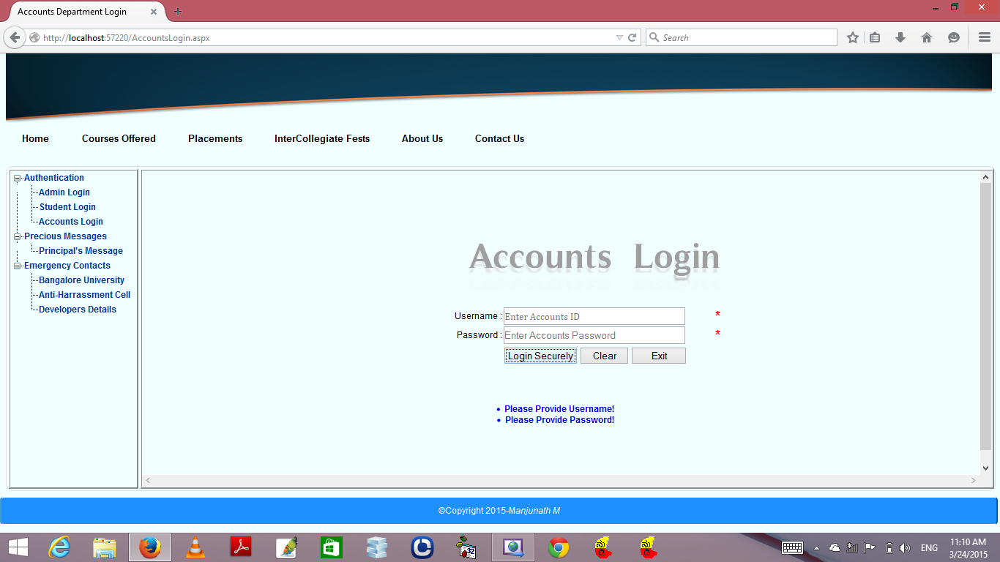 Accounts Department Login
http://localhost:57220/AccountsLogin.aspx
Search
Home Courses Offered Placements InterCollegiate Fests About Us Contact Us
Authentication
Admin Login
Student Login
Accounts Login
Precious Messages
Principal's Message
Emergency Contacts
Bangalore University
Anti-Harrassment Cell
Developers Details
Accounts Login
Username : Enter Accounts ID *
Password : Enter Accounts Password *
Login Securely Clear Exit
• Please Provide Username!
• Please Provide Password!
©Copyright 2015-Manjunath M
32
ENG
11:10 AM
3/24/2015